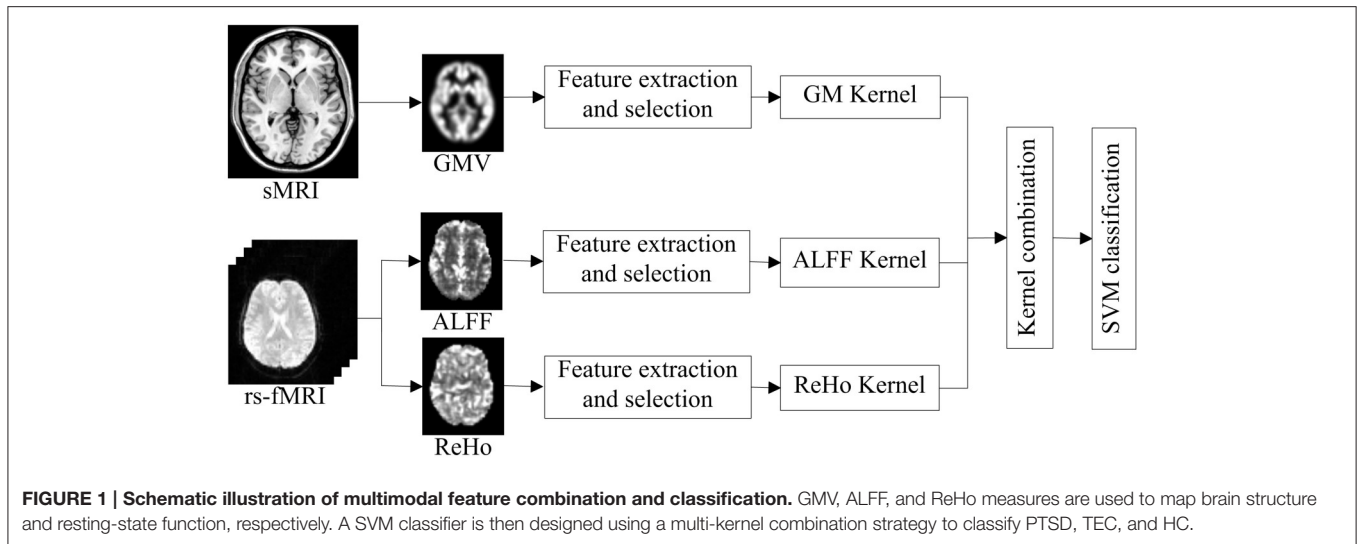 sMRI
GMV
Feature extraction
and selection
GM Kernel
rs-fMRI
ALFF
Feature extraction
and selection
ALFF Kernel
ReHo
Feature extraction
and selection
ReHo Kernel
Kernel combination
SVM classification
FIGURE 1 | Schematic illustration of multimodal feature combination and classification. GMV, ALFF, and ReHo measures are used to map brain structure
and resting-state function, respectively. A SVM classifier is then designed using a multi-kernel combination strategy to classify PTSD, TEC, and HC.